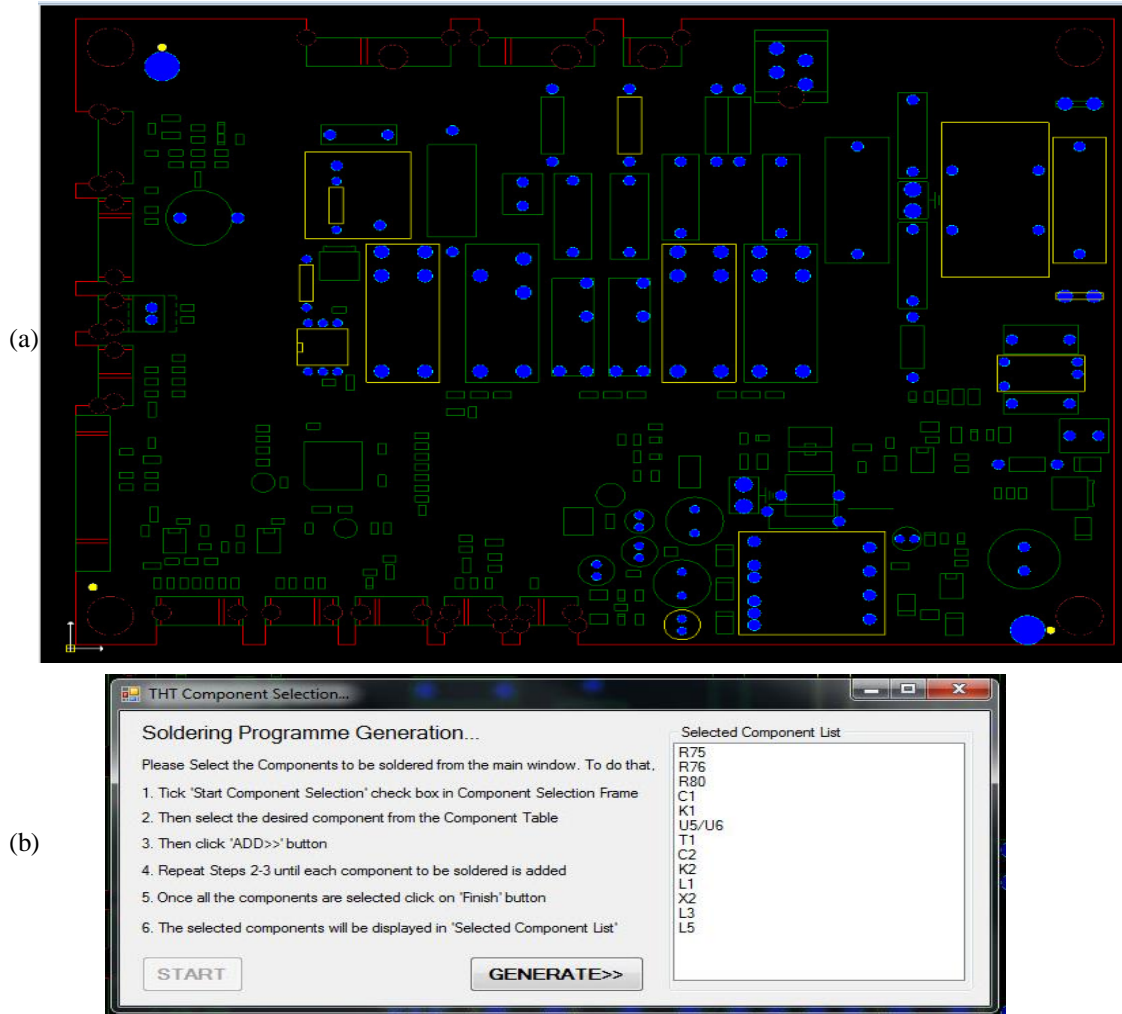 (a)
THT Component Selection...
Soldering Programme Generation...
Please Select the Components to be soldered from the main window. To do that,
1. Tick 'Start Component Selection' check box in Component Selection Frame
2. Then select the desired component from the Component Table
3. Then click 'ADD>>' button
4. Repeat Steps 2-3 until each component to be soldered is added
5. Once all the components are selected click on 'Finish' button
6. The selected components will be displayed in 'Selected Component List'
START
GENERATE>>
Selected Component List
R75
R76
R80
C1
K1
U5/U6
T1
C2
K2
L1
X2
L3
L5
(b)